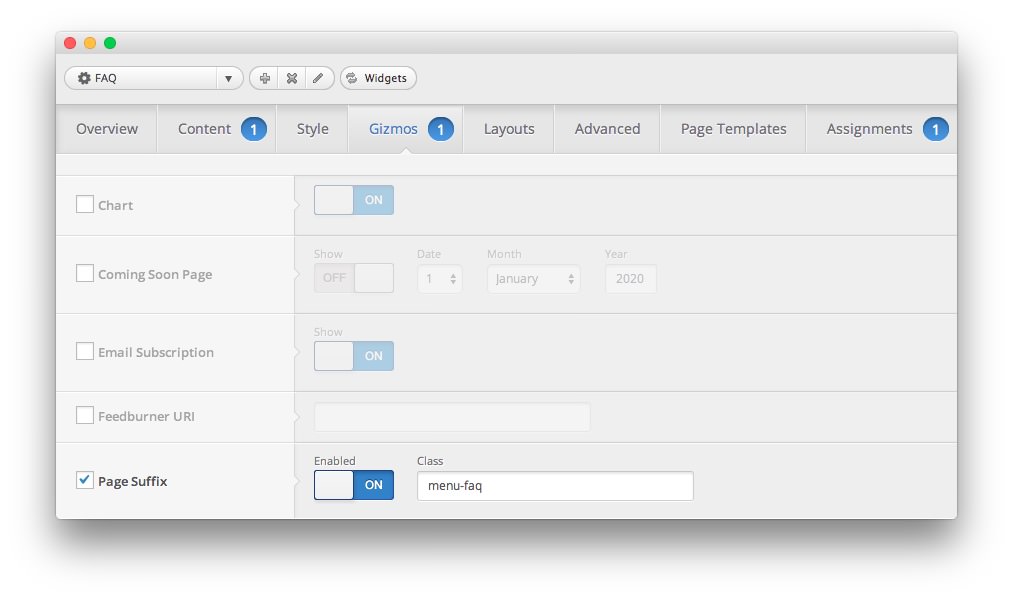 FAQ Widgets
Overview Content 1 Style Gizmos 1 Layouts Advanced Page Templates Assignments 1
Chart ON
Show Date Month Year
Coming Soon Page OFF 1 January 2020
Show
Email Subscription ON
Feedburner URI
Enabled Class
Page Suffix ON menu-faq